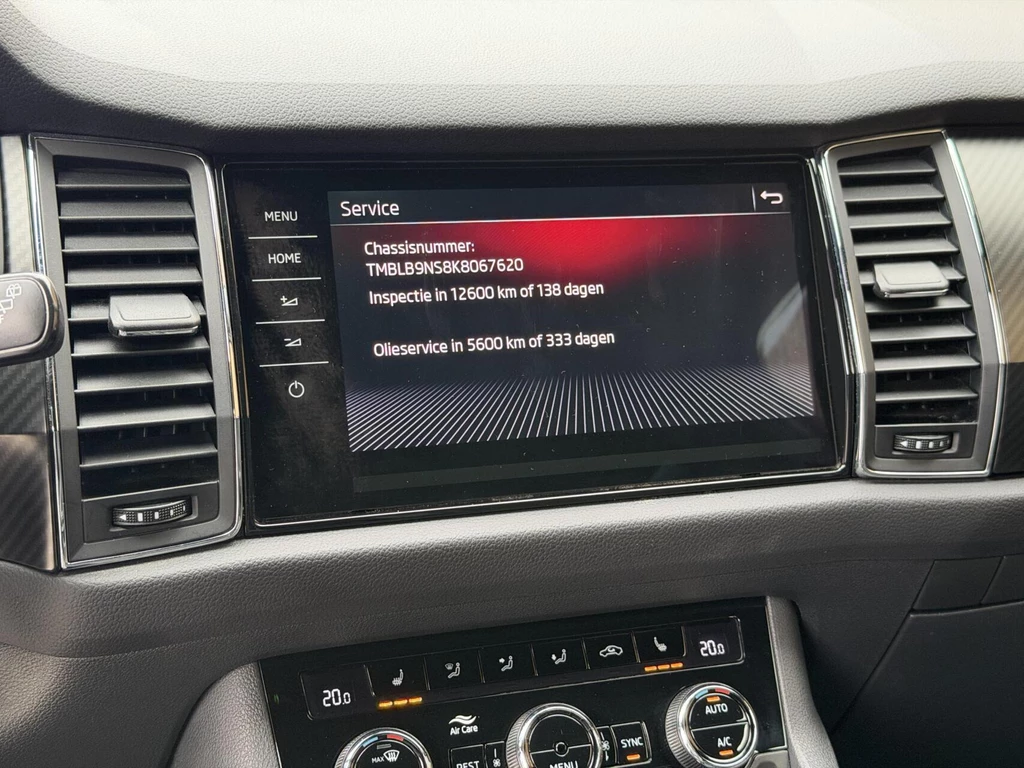 MENU
HOME
Service
Chassisnummer:
TMBLB9NS8K8067620
Inspectie in 12600 km of 138 dagen
Olieservice in 5600 km of 333 dagen
20.0
20.0
Air Care
MAX
REST
MENU
SYNC
AUTO
A/C